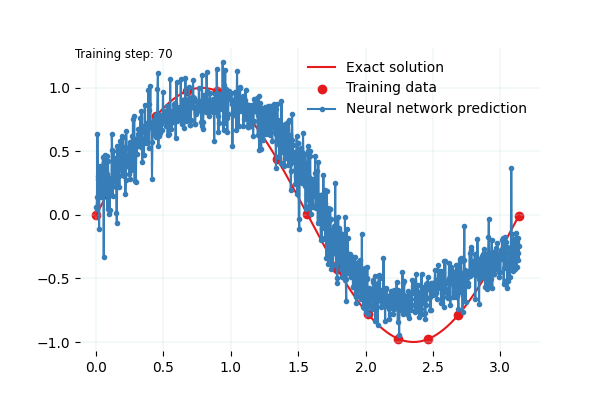 Training step: 70
Exact solution
Training data
Neural network prediction
1.0
0.5
0.0
−0.5
−1.0
0.0 0.5 1.0 1.5 2.0 2.5 3.0